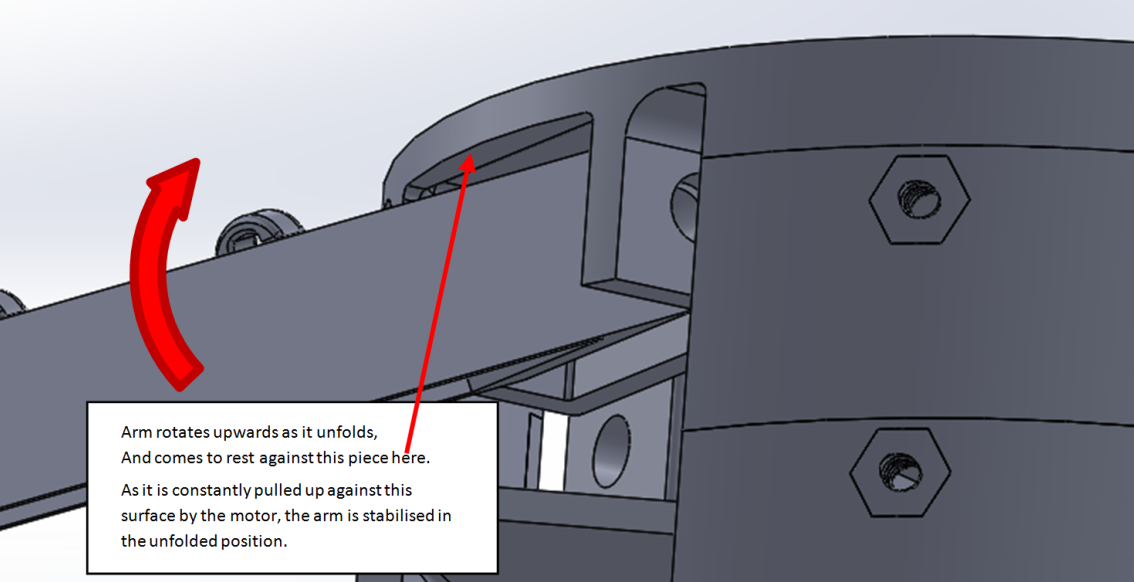 Arm rotates upwards as it unfolds,
And comes to rest against this piece here.
As it is constantly pulled up against this
surface by the motor, the arm is stabilised in
the unfolded position.